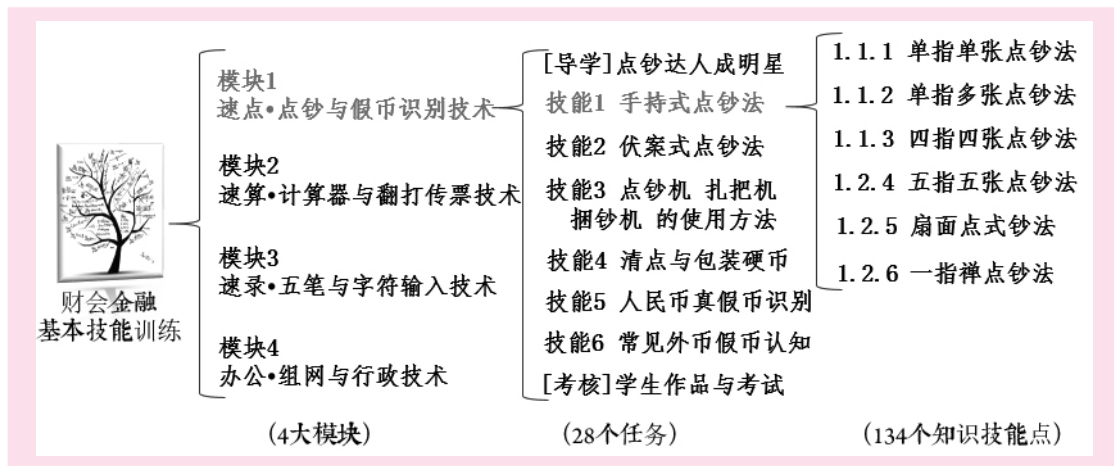 财会金融
基本技能训练
模块1
速点•点钞与假币识别技术
模块2
速算•计算器与翻打传票技术
模块3
速录•五笔与字符输入技术
模块4
办公•组网与行政技术
(4大模块)
[导学]点钞达人成明星
技能1 手持式点钞法
技能2 伏案式点钞法
技能3 点钞机 扎把机
捆钞机 的使用方法
技能4 清点与包装硬币
技能5 人民币真假币识别
技能6 常见外币假币认知
[考核]学生作品与考试
(28个任务)
1.1.1 单指单张点钞法
1.1.2 单指多张点钞法
1.1.3 四指四张点钞法
1.2.4 五指五张点钞法
1.2.5 扇面点式钞法
1.2.6 一指禅点钞法
(134个知识技能点)